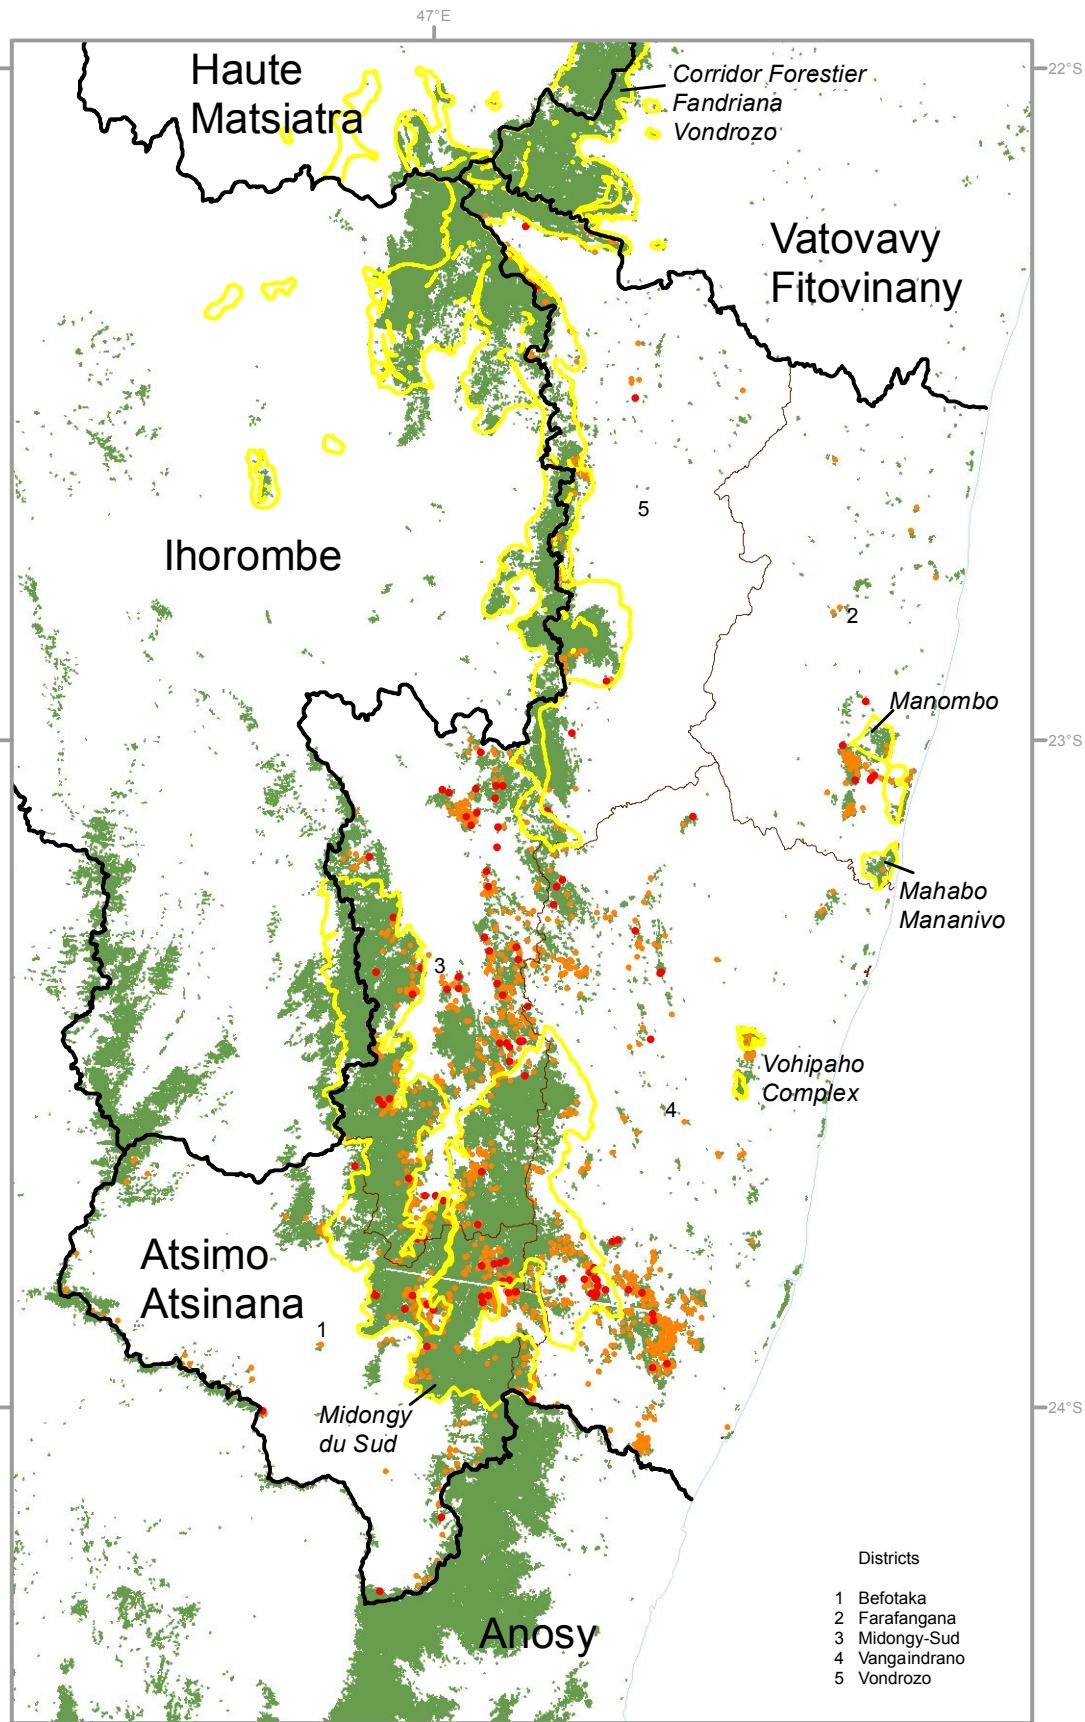 47°E
Haute
Matsiatra
Corridor Forestier
Fandriana
Vondrozo
22°S
Vatovavy
Fitovinany
5
Ihorombe
2
Manombo
23°S
Mahabo
Mananivo
3
Vohipaho
Complex
4
Atsimo
Atsinana
1
Midongy
du Sud
24°S
Districts
1 Befotaka
2 Farafangana
3 Midongy-Sud
4 Vangaindrano
5 Vondrozo
Anosy